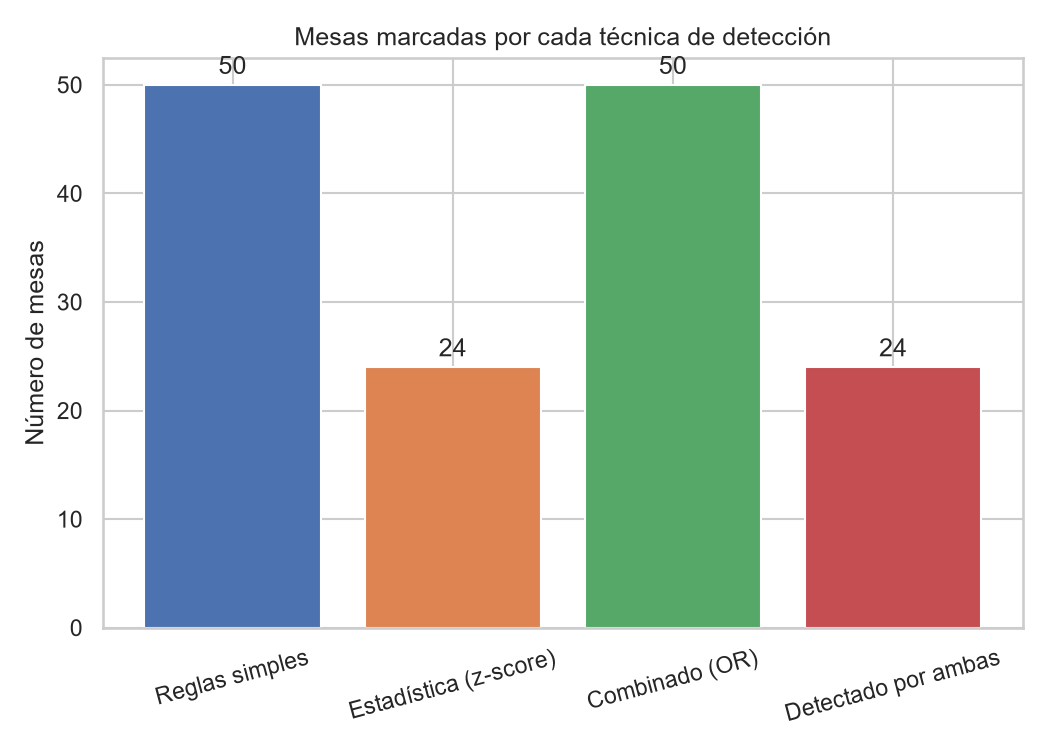 Mesas marcadas por cada técnica de detección
50
50
50
40
30
24
24
20
10
0
Número de mesas
Reglas simples
Estadística (z-score)
Combinado (OR)
Detectado por ambas